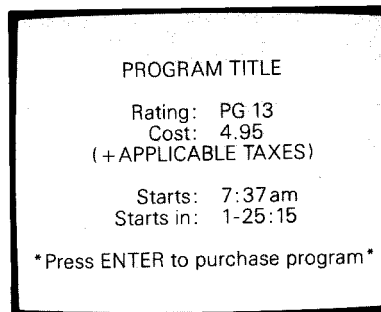 PROGRAM TITLE
Rating: PG 13
Cost: 4.95
(+APPLICABLE TAXES)
Starts: 7:37am
Starts in: 1-25:15
*Press ENTER to purchase program*